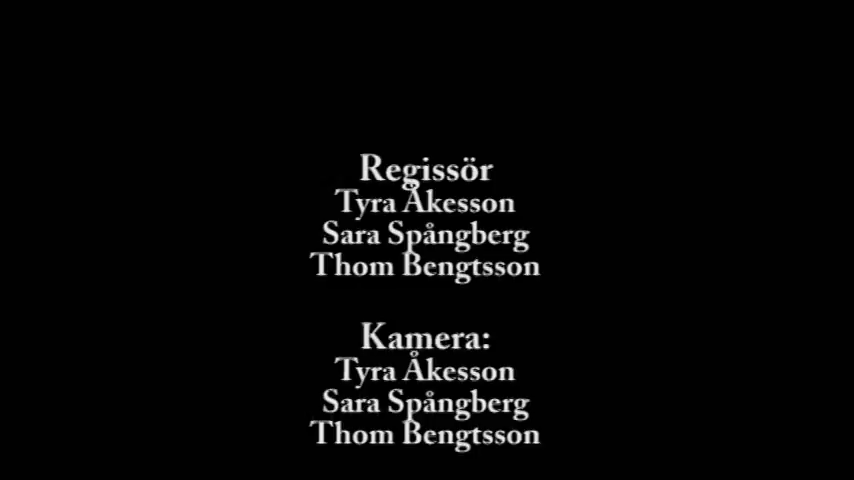 Regissör
Tyra Åkesson
Sara Spångberg
Thom Bengtsson
Kamera:
Tyra Åkesson
Sara Spångberg
Thom Bengtsson